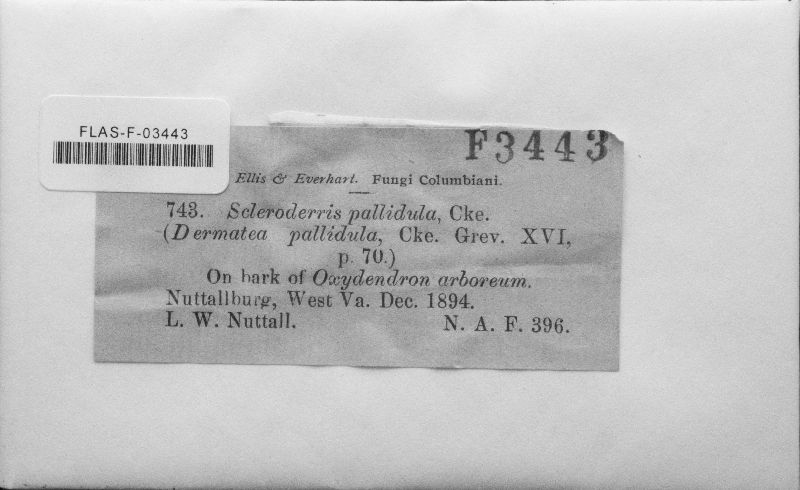 FLAS-F-03443
F3443
Ellis & Everhart. Fungi Columbiani.
743. Scleroderris pallidula, Cke.
(Dermatea pallidula, Cke. Grev. XVI,
p. 70.)
On bark of Oxydendron arboreum.
Nuttallburg, West Va. Dec. 1894.
L. W. Nuttall. N. A. F. 396.